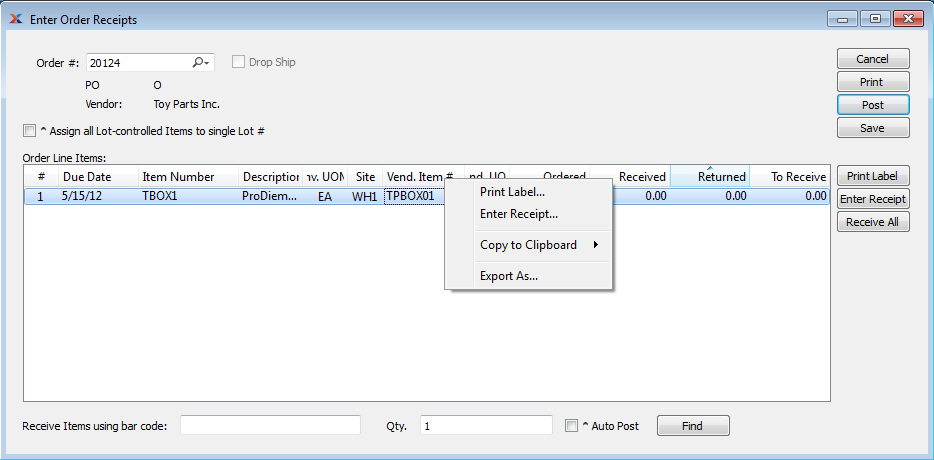 Enter Order Receipts
Order #: 20124 Drop Ship Cancel
PO O Print
Vendor: Toy Parts Inc. Post
^ Assign all Lot-controlled Items to single Lot # Save
Order Line Items:
# Due Date Item Number Description nv. UOM Site Vend. Item # nd. UO Ordered Received Returned To Receive Print Label
1 5/15/12 TBOX1 ProDiem... EA WH1 TPBOX01 0.00 0.00 0.00 Enter Receipt
Receive All
Print Label...
Enter Receipt...
Copy to Clipboard
Export As...
Receive Items using bar code: Qty. 1 ^ Auto Post Find